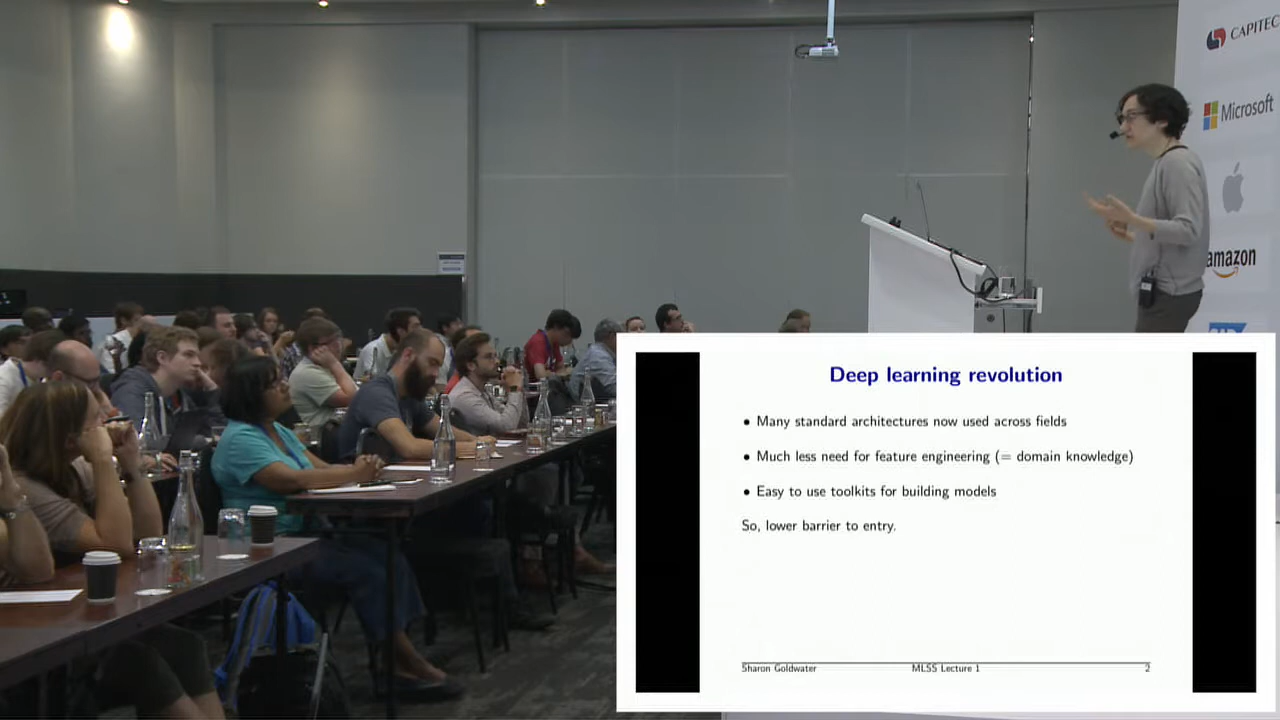 CAPITEC
Microsoft
amazon
SAP
Deep learning revolution
• Many standard architectures now used across fields
• Much less need for feature engineering (= domain knowledge)
• Easy to use toolkits for building models
So, lower barrier to entry.
Sharon Goldwater MLSS Lecture 1 2